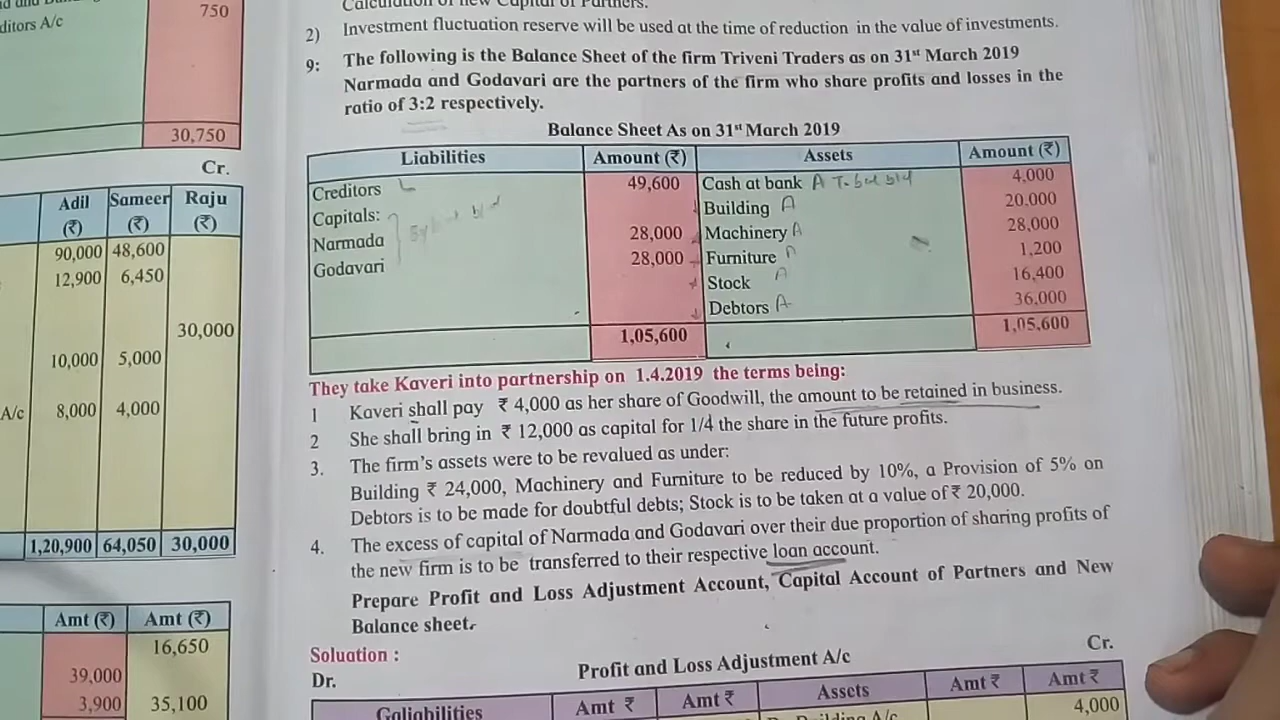 750
ditors A/c
30,750
Cr.
Adil Sameer Raju
(₹) (₹) (₹)
90,000 48,600
12,900 6,450
30,000
10,000 5,000
A/c 8,000 4,000
1,20,900 64,050 30,000
Amt (₹) Amt (₹)
16,650
39,000
3,900 35,100
Calculation of new Capital of Partners.
2) Investment fluctuation reserve will be used at the time of reduction in the value of investments.
9: The following is the Balance Sheet of the firm Triveni Traders as on 31st March 2019
Narmada and Godavari are the partners of the firm who share profits and losses in the
ratio of 3:2 respectively.
Balance Sheet As on 31st March 2019
Liabilities Amount (₹) Assets Amount (₹)
Creditors L 49,600 Cash at bank A 4,000
Capitals: Building A 20.000
Narmada 28,000 Machinery A 28,000
Godavari 28,000 Furniture A 1,200
Stock A 16,400
Debtors A 36,000
1,05,600 1,05,600
They take Kaveri into partnership on 1.4.2019 the terms being:
1 Kaveri shall pay ₹ 4,000 as her share of Goodwill, the amount to be retained in business.
2 She shall bring in ₹ 12,000 as capital for 1/4 the share in the future profits.
3. The firm's assets were to be revalued as under:
Building ₹ 24,000, Machinery and Furniture to be reduced by 10%, a Provision of 5% on
Debtors is to be made for doubtful debts; Stock is to be taken at a value of ₹ 20,000.
4. The excess of capital of Narmada and Godavari over their due proportion of sharing profits of
the new firm is to be transferred to their respective loan account.
Prepare Profit and Loss Adjustment Account, Capital Account of Partners and New
Balance sheet.
Soluation :
Profit and Loss Adjustment A/c
Dr. Cr.
Galiabilities Amt ₹ Amt ₹ Assets Amt ₹ Amt ₹
Building A/c 4,000